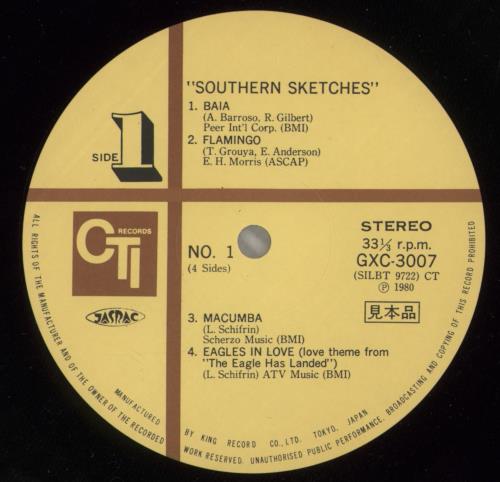 "SOUTHERN SKETCHES"
1. BAIA
(A. Barroso, R. Gilbert)
Peer Int'l Corp. (BMI)
2. FLAMINGO
(T. Grouya, E. Anderson)
E. H. Morris (ASCAP)
SIDE 1
CTI RECORDS
JASRAC
NO. 1
(4 Sides)
STEREO
33⅓ r.p.m.
GXC-3007
(SILBT 9722) CT
Ⓟ 1980
見本品
3. MACUMBA
(L. Schifrin)
Scherzo Music (BMI)
4. EAGLES IN LOVE (love theme from
"The Eagle Has Landed")
(L. Schifrin) ATV Music (BMI)
MANUFACTURED BY KING RECORD CO., LTD. TOKYO, JAPAN
ALL RIGHTS OF THE MANUFACTURER AND OF THE OWNER OF THE RECORDED WORK RESERVED. UNAUTHORISED PUBLIC PERFORMANCE, BROADCASTING AND COPYING OF THIS RECORD PROHIBITED